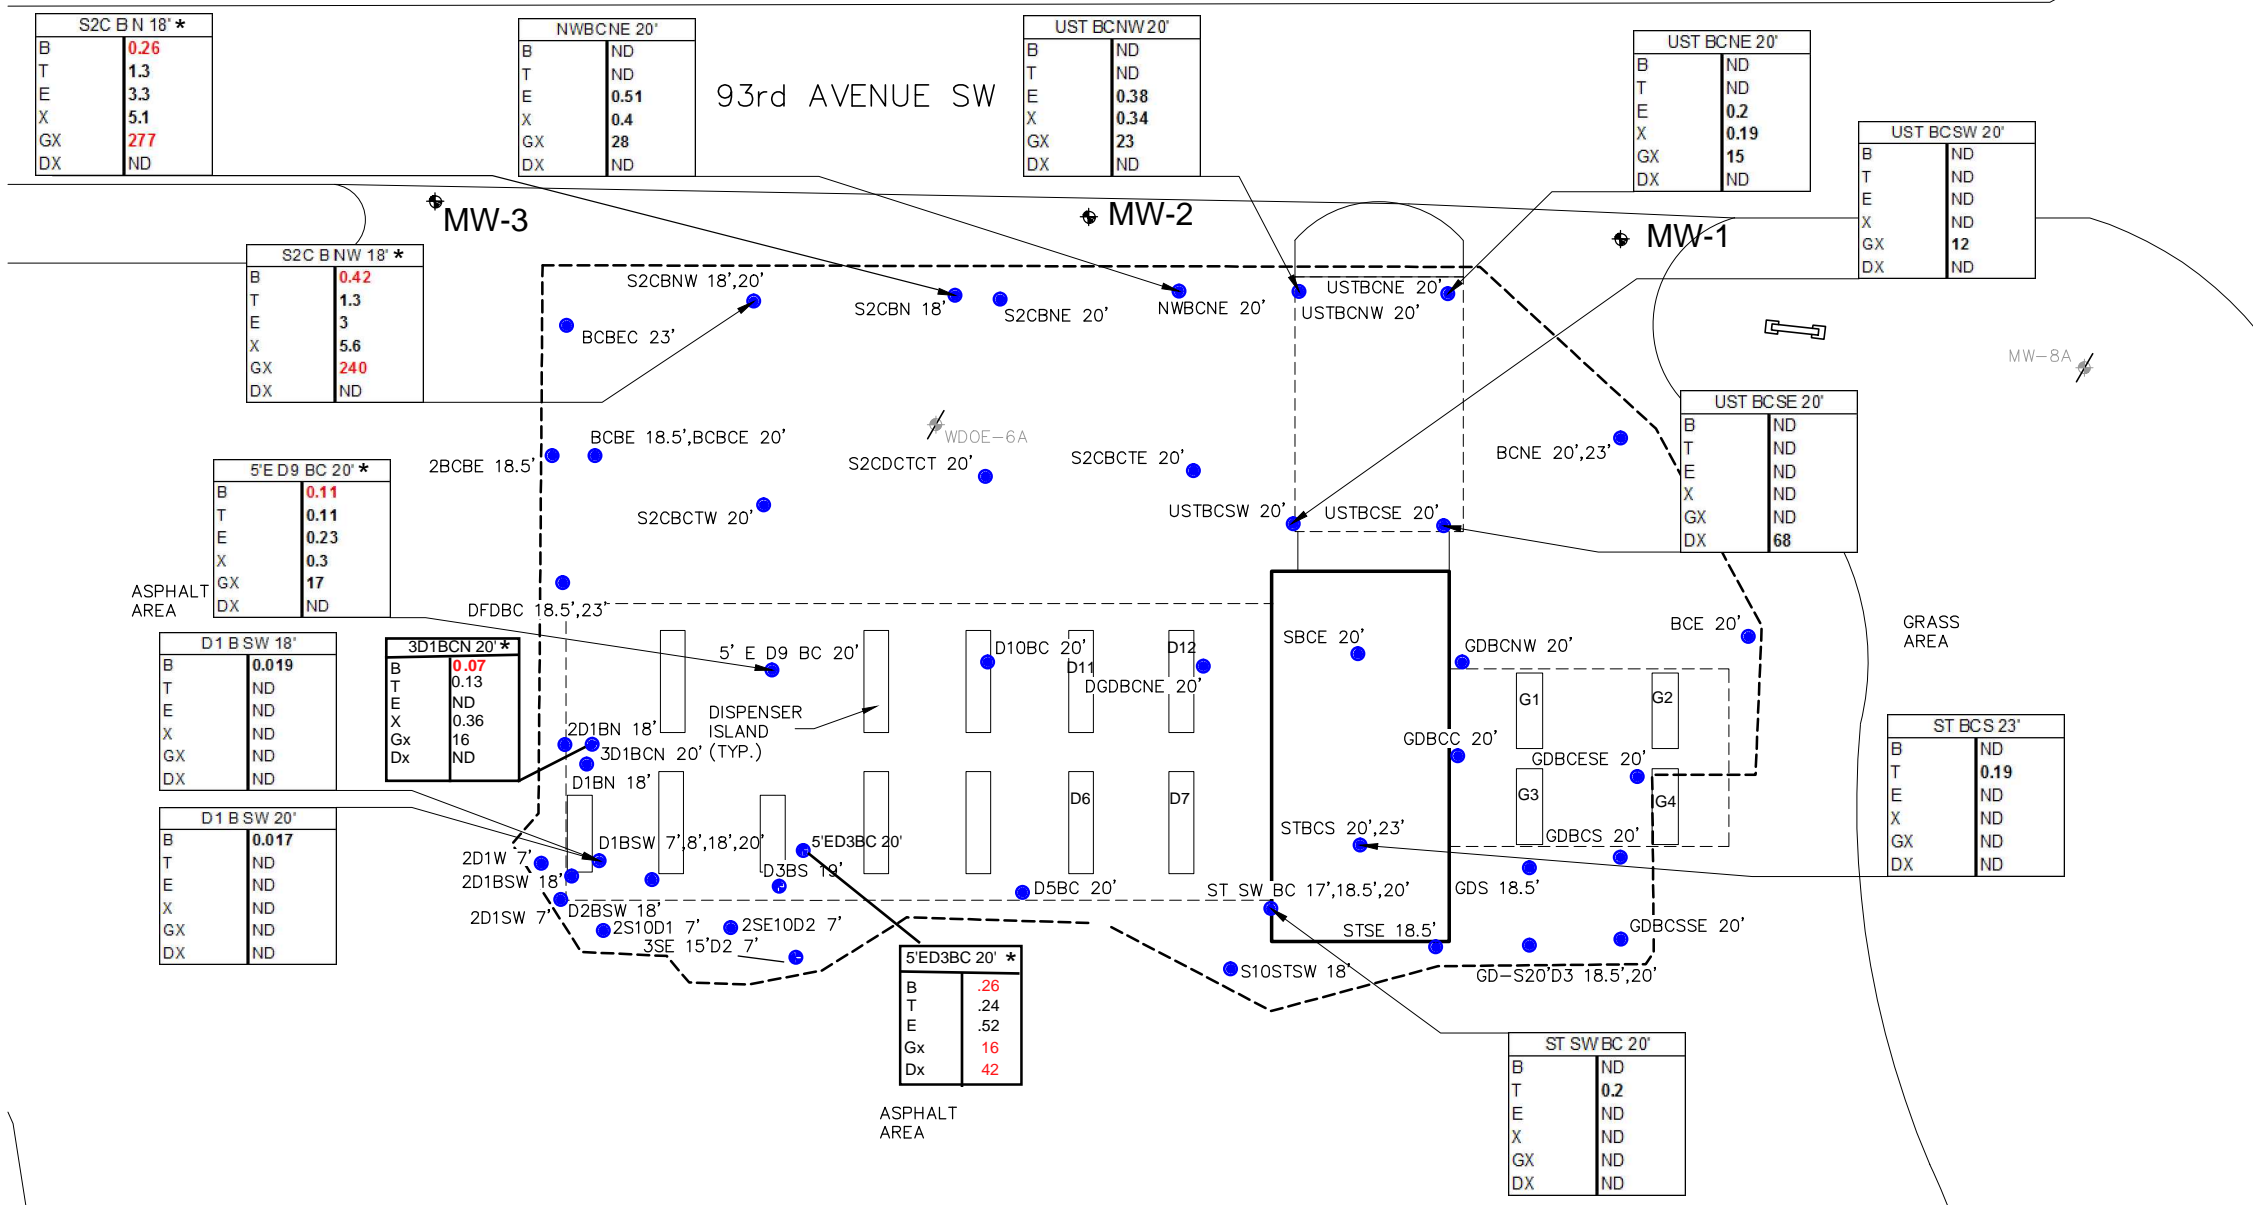 S2C B N 18' *
B 0.26
T 1.3
E 3.3
X 5.1
GX 277
DX ND
NWBCNE 20'
B ND
T ND
E 0.51
X 0.4
GX 28
DX ND
93rd AVENUE SW
UST BCNW 20'
B ND
T ND
E 0.38
X 0.34
GX 23
DX ND
UST BCNE 20'
B ND
T ND
E 0.2
X 0.19
GX 15
DX ND
UST BCSW 20'
B ND
T ND
E ND
X ND
GX 12
DX ND
MW-3
MW-2
MW-1
S2C B NW 18' *
B 0.42
T 1.3
E 3
X 5.6
GX 240
DX ND
S2CBNW 18',20'
S2CBN 18'
S2CBNE 20'
NWBCNE 20'
USTBCNE 20'
USTBCNW 20'
BCBEC 23'
MW-8A
WDOE-6A
UST BCSE 20'
B ND
T ND
E ND
X ND
GX ND
DX 68
BCBE 18.5',BCBCE 20'
2BCBE 18.5'
S2CDCTCT 20'
S2CBCTE 20'
BCNE 20',23'
S2CBCTW 20'
USTBCSW 20'
USTBCSE 20'
5'E D9 BC 20' *
B 0.11
T 0.11
E 0.23
X 0.3
GX 17
DX ND
ASPHALT
AREA
DFDBC 18.5',23'
GRASS
AREA
BCE 20'
D1 B SW 18'
B 0.019
T ND
E ND
X ND
GX ND
DX ND
3D1BCN 20' *
B 0.07
T 0.13
E ND
X 0.36
Gx 16
Dx ND
5' E D9 BC 20'
D10BC 20'
D11
D12
DGDBCNE 20'
SBCE 20'
GDBCNW 20'
G1
G2
DISPENSER
ISLAND
(TYP.)
2D1BN 18'
3D1BCN 20'
D1BN 18'
GDBCC 20'
GDBCESE 20'
ST BCS 23'
B ND
T 0.19
E ND
X ND
GX ND
DX ND
D6
D7
G3
G4
D1 B SW 20'
B 0.017
T ND
E ND
X ND
GX ND
DX ND
D1BSW 7',8',18',20'
5'ED3BC 20'
STBCS 20',23'
GDBCS 20'
2D1W 7'
2D1BSW 18'
D3BS 19'
D5BC 20'
ST SW BC 17',18.5',20'
GDS 18.5'
2D1SW 7'
D2BSW 18'
2S10D1 7'
2SE10D2 7'
3SE 15'D2 7'
STSE 18.5'
GDBCSSE 20'
S10STSW 18'
GD-S20'D3 18.5',20'
5'ED3BC 20' *
B .26
T .24
E .52
Gx 16
Dx 42
ASPHALT
AREA
ST SW BC 20'
B ND
T 0.2
E ND
X ND
GX ND
DX ND